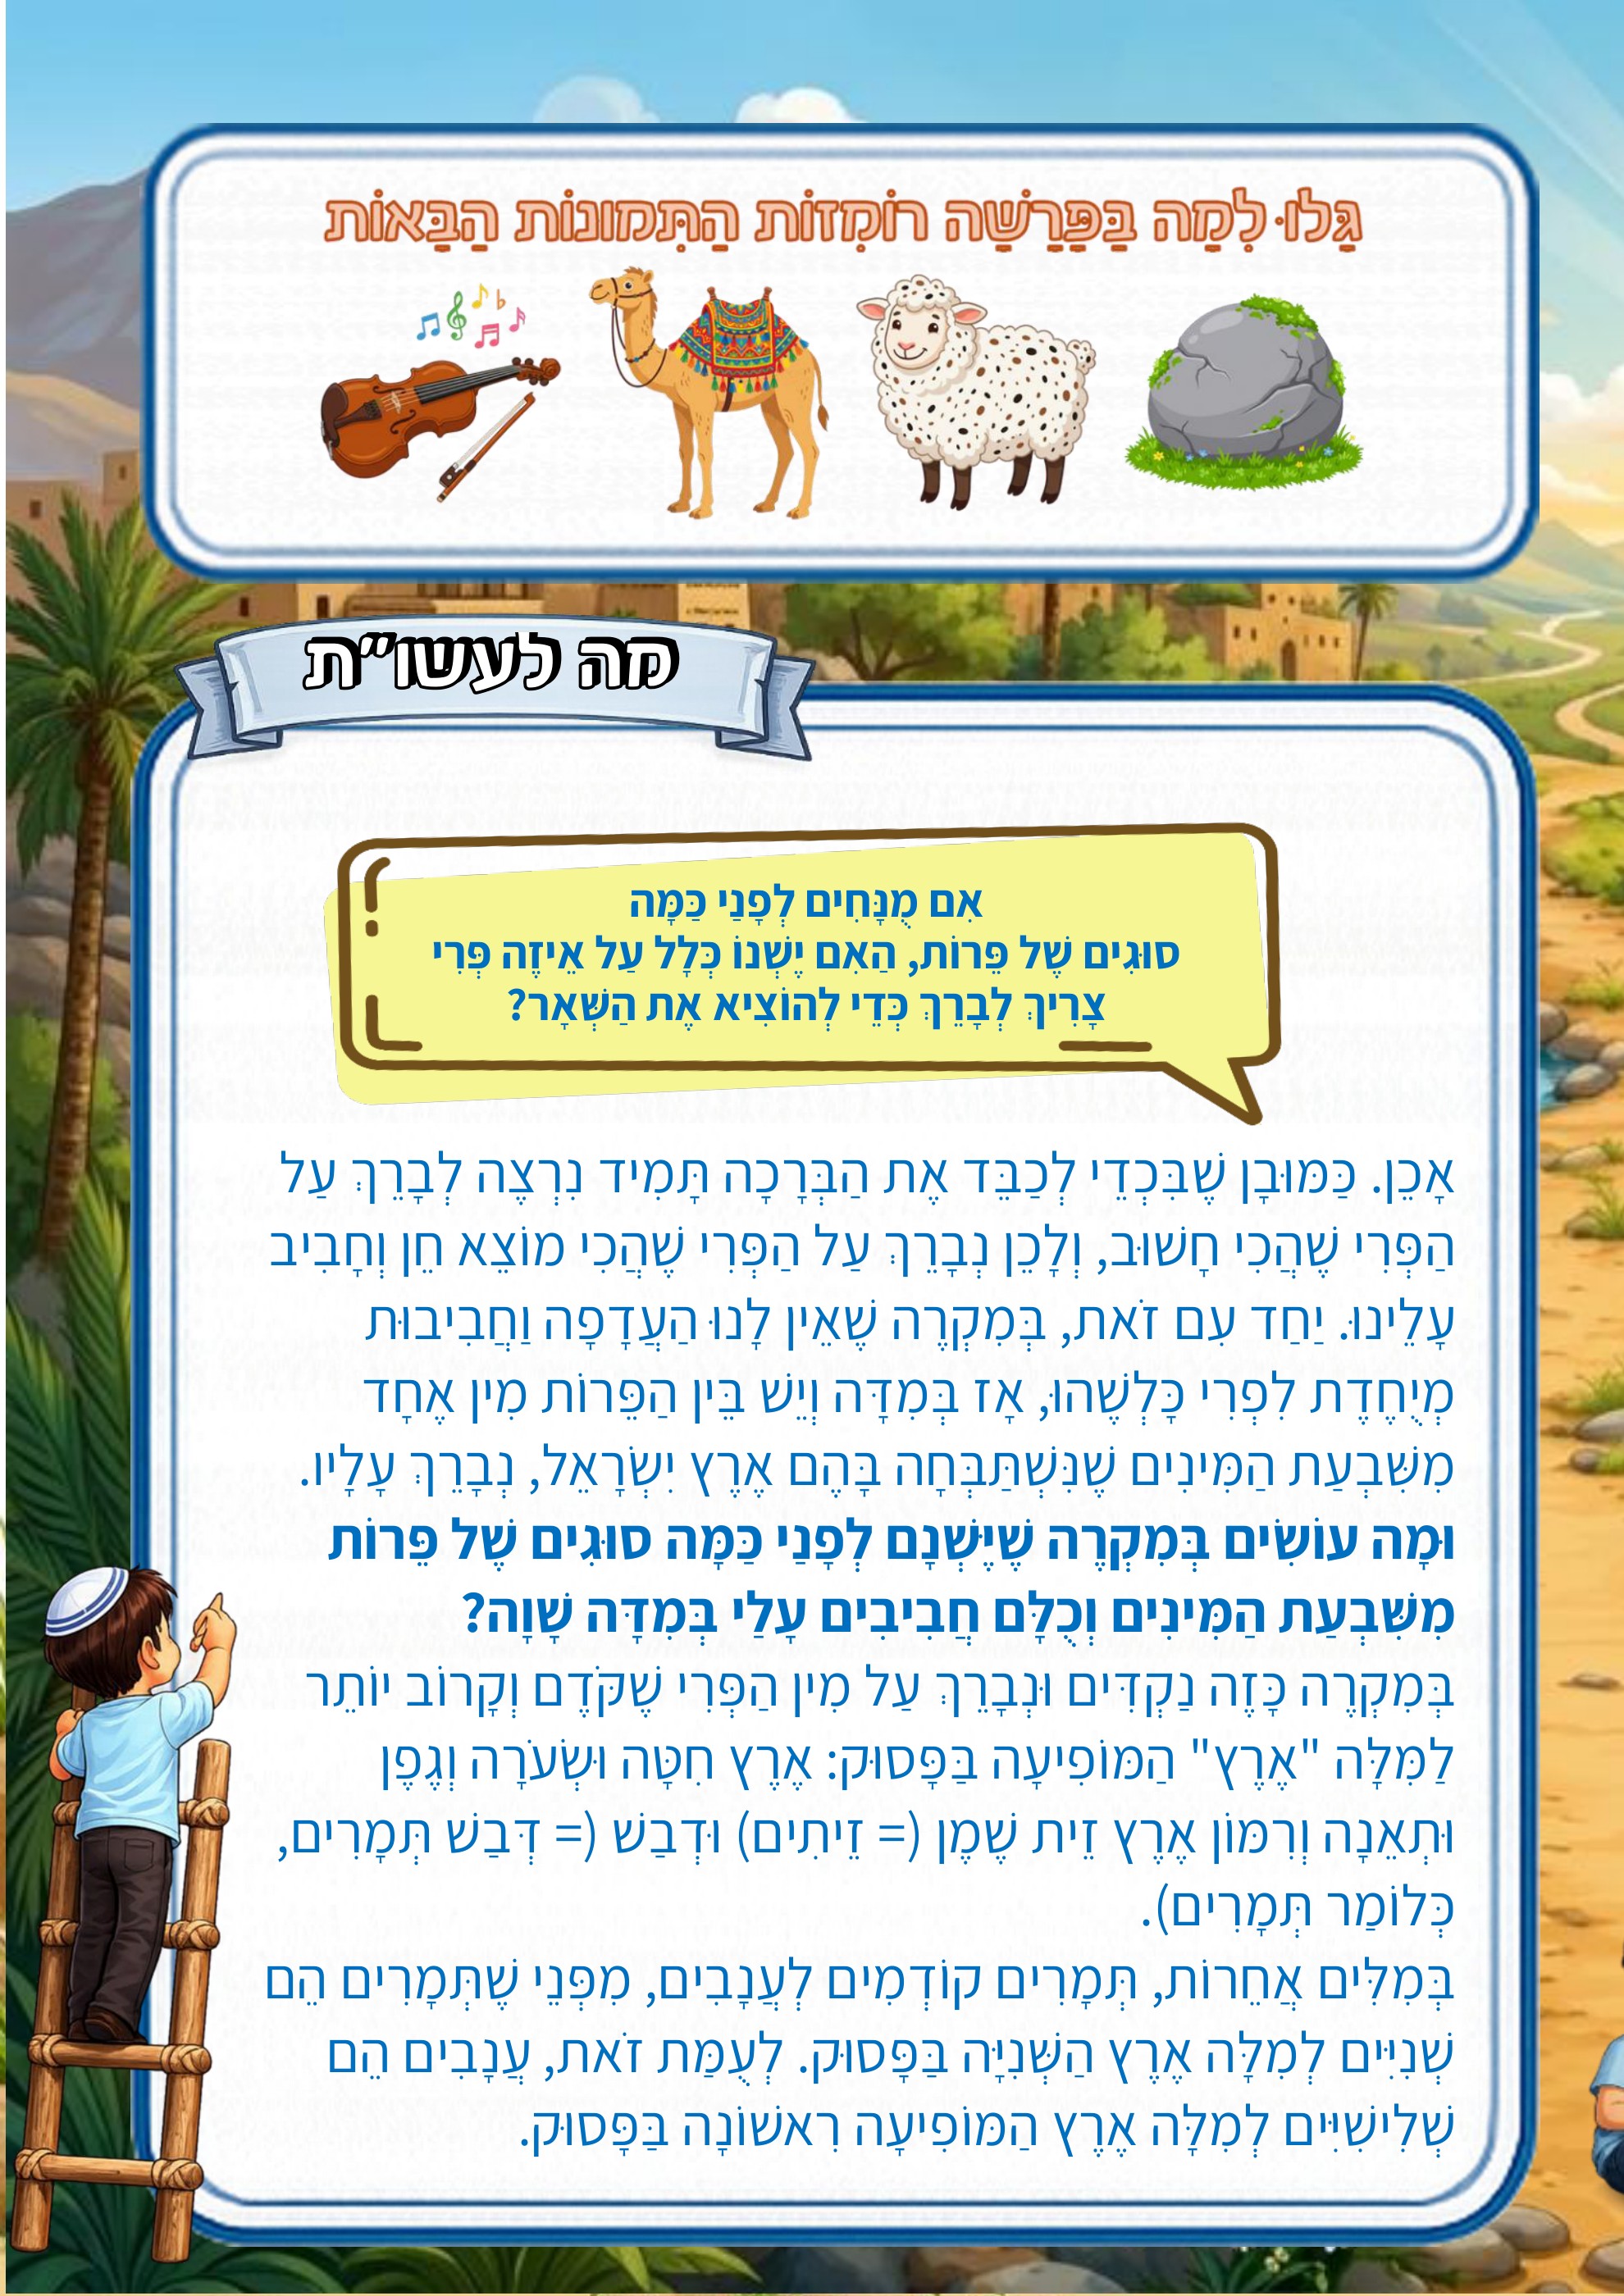 גַּלּוּ לְמַה בַּפָּרָשָׁה רוֹמְזוֹת הַתְּמוּנוֹת הַבָּאוֹת
מה לעשו"ת
אִם מֻנָּחִים לְפָנַי כַּמָּה
סוּגִים שֶׁל פֵּרוֹת, הַאִם יֶשְׁנוֹ כְּלָל עַל אֵיזֶה פְּרִי
צָרִיךְ לְבָרֵךְ כְּדֵי לְהוֹצִיא אֶת הַשְּׁאָר?
אָכֵן. כַּמּוּבָן שֶׁבִּכְדֵי לְכַבֵּד אֶת הַבְּרָכָה תָּמִיד נִרְצֶה לְבָרֵךְ עַל
הַפְּרִי שֶׁהֲכִי חָשׁוּב, וְלָכֵן נְבָרֵךְ עַל הַפְּרִי שֶׁהֲכִי מוֹצֵא חֵן וְחָבִיב
עָלֵינוּ. יַחַד עִם זֹאת, בְּמִקְרֶה שֶׁאֵין לָנוּ הַעֲדָפָה וַחֲבִיבוּת
מְיֻחֶדֶת לִפְרִי כָּלְשֶׁהוּ, אָז בְּמִדָּה וְיֵשׁ בֵּין הַפֵּרוֹת מִין אֶחָד
מִשִּׁבְעַת הַמִּינִים שֶׁנִּשְׁתַּבְּחָה בָּהֶם אֶרֶץ יִשְׂרָאֵל, נְבָרֵךְ עָלָיו.
וּמָה עוֹשִׂים בְּמִקְרֶה שֶׁיֶּשְׁנָם לְפָנַי כַּמָּה סוּגִים שֶׁל פֵּרוֹת
מִשִּׁבְעַת הַמִּינִים וְכֻלָּם חֲבִיבִים עָלַי בְּמִדָּה שָׁוָה?
בְּמִקְרֶה כָּזֶה נַקְדִּים וּנְבָרֵךְ עַל מִין הַפְּרִי שֶׁקֹּדֶם וְקָרוֹב יוֹתֵר
לַמִּלָּה "אֶרֶץ" הַמּוֹפִיעָה בַּפָּסוּק: אֶרֶץ חִטָּה וּשְׂעֹרָה וְגֶפֶן
וּתְאֵנָה וְרִמּוֹן אֶרֶץ זֵית שֶׁמֶן (= זֵיתִים) וּדְבַשׁ (= דְּבַשׁ תְּמָרִים,
כְּלוֹמַר תְּמָרִים).
בְּמִלִּים אֲחֵרוֹת, תְּמָרִים קוֹדְמִים לְעֲנָבִים, מִפְּנֵי שֶׁתְּמָרִים הֵם
שְׁנִיִּים לְמִלָּה אֶרֶץ הַשְּׁנִיָּה בַּפָּסוּק. לְעֻמַּת זֹאת, עֲנָבִים הֵם
שְׁלִישִׁיִּים לְמִלָּה אֶרֶץ הַמּוֹפִיעָה רִאשׁוֹנָה בַּפָּסוּק.